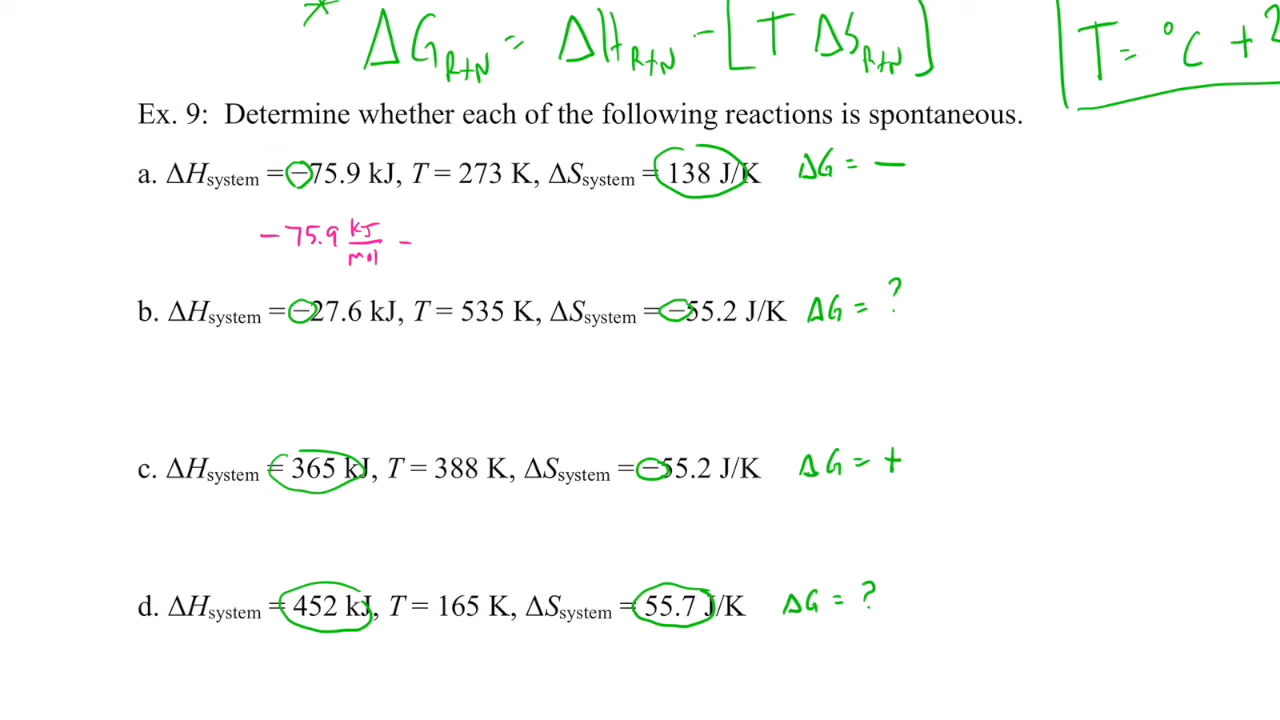 * ΔG_RXN = ΔH_RXN - [T ΔS_RXN]
T = °C + 2
Ex. 9: Determine whether each of the following reactions is spontaneous.
a. ΔH_system = −75.9 kJ, T = 273 K, ΔS_system = 138 J/K ΔG = −
- 75.9 kJ/mol -
b. ΔH_system = −27.6 kJ, T = 535 K, ΔS_system = −55.2 J/K ΔG = ?
c. ΔH_system = 365 kJ, T = 388 K, ΔS_system = −55.2 J/K ΔG = +
d. ΔH_system = 452 kJ, T = 165 K, ΔS_system = 55.7 J/K ΔG = ?